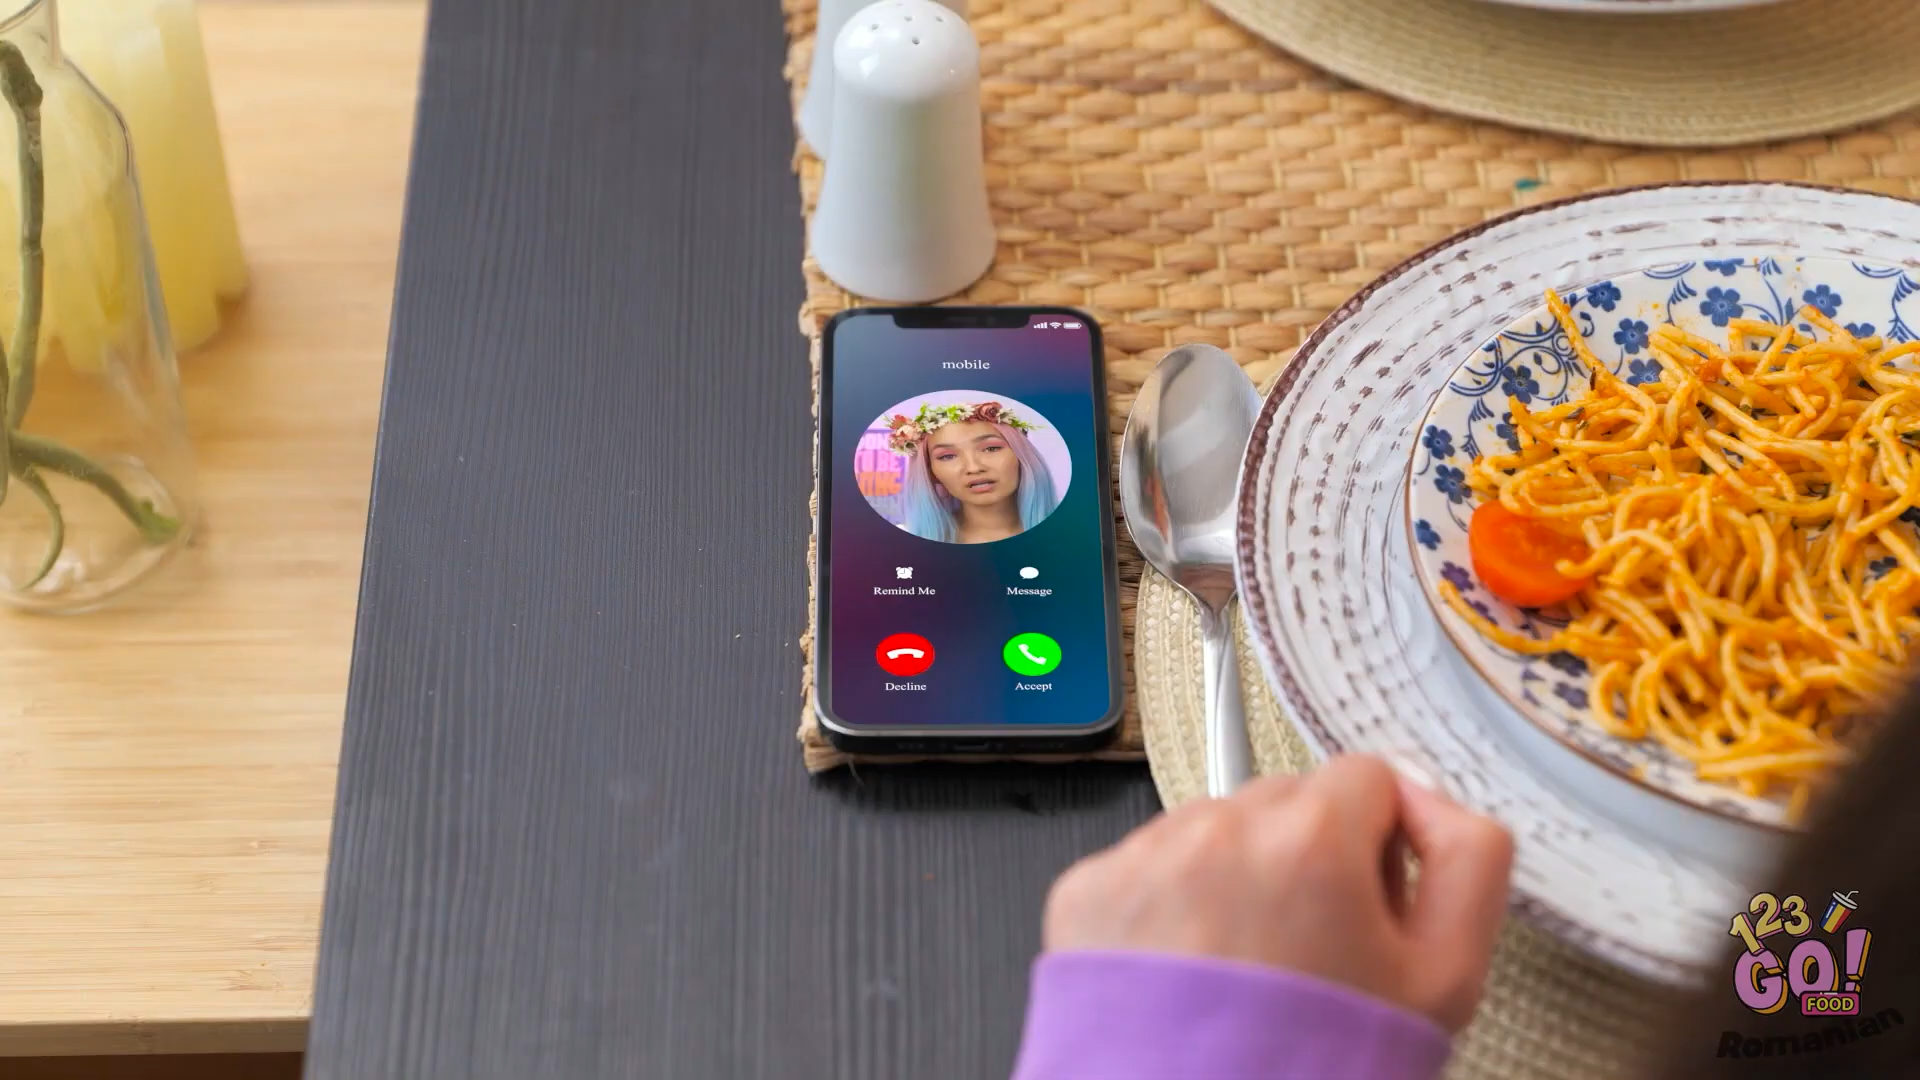 mobile
Remind Me
Message
Decline
Accept
123
GO!
FOOD
Romanian